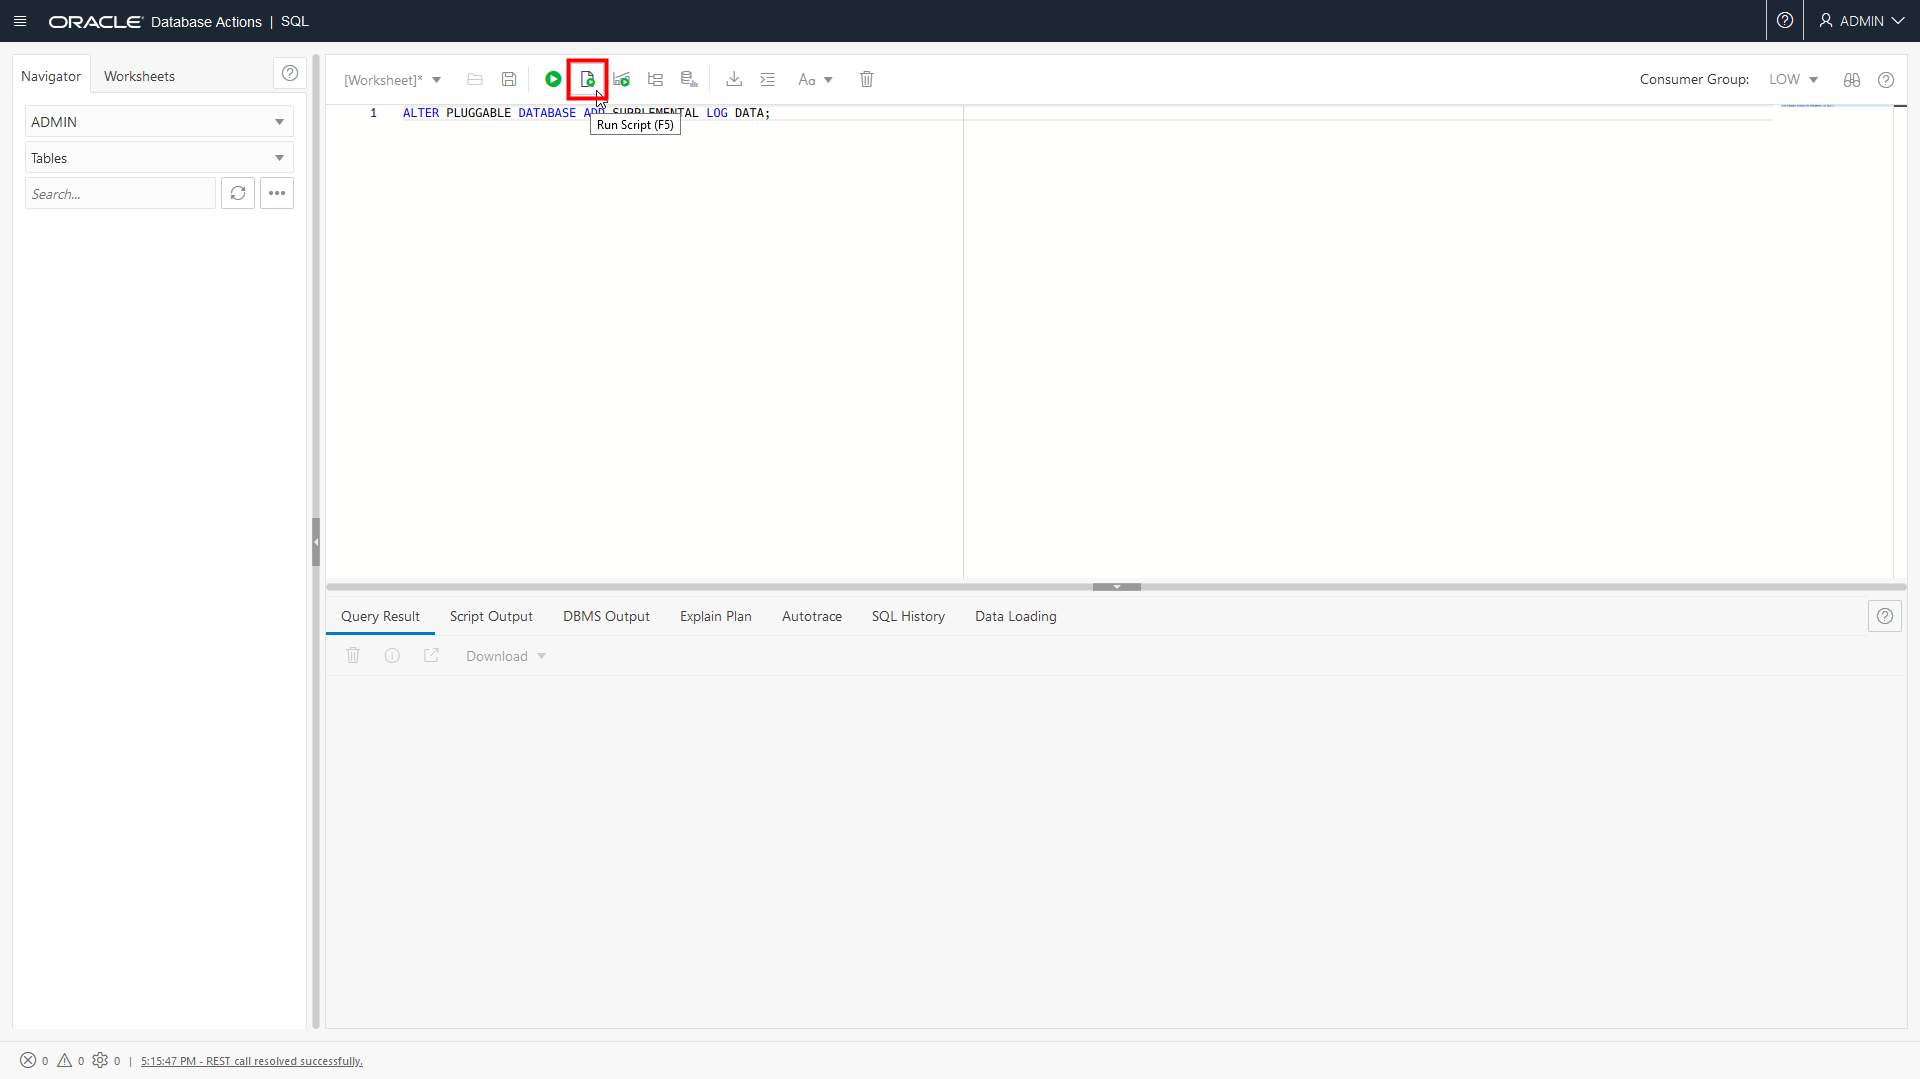 ORACLE Database Actions | SQL
ADMIN
Navigator
Worksheets
[Worksheet]*
Aa
Consumer Group: LOW
ADMIN
Tables
Search...
1 ALTER PLUGGABLE DATABASE ADD SUPPLEMENTAL LOG DATA;
Run Script (F5)
Query Result
Script Output
DBMS Output
Explain Plan
Autotrace
SQL History
Data Loading
Download
0 0 0 | 5:15:47 PM - REST call resolved successfully.